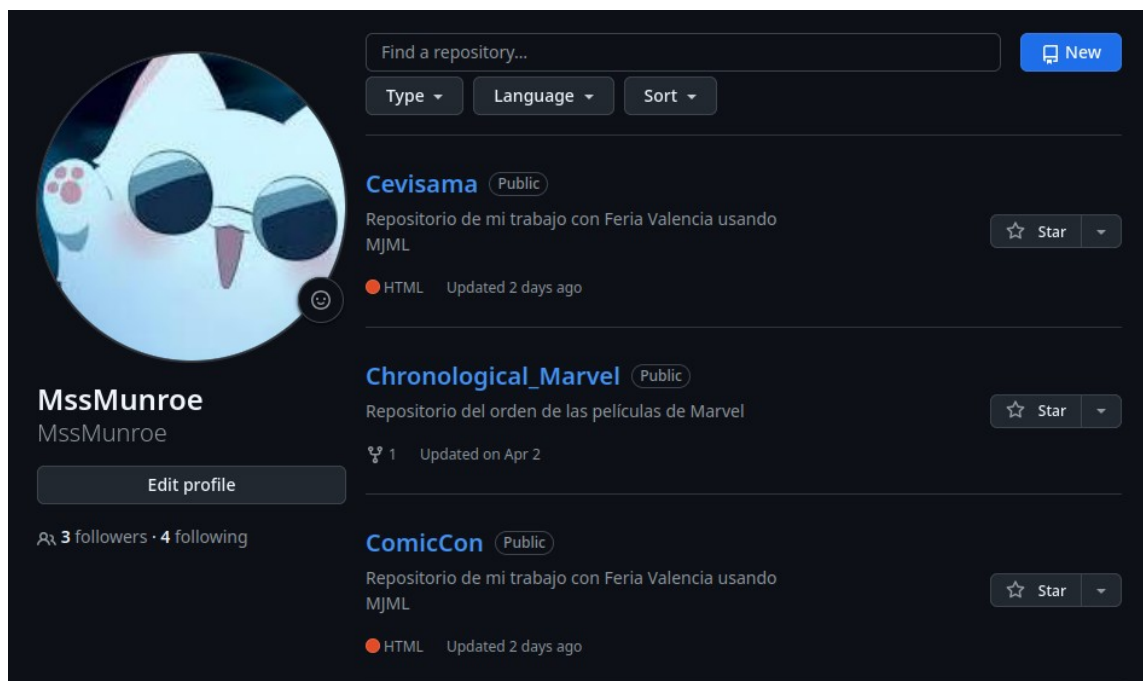 Find a repository...
New
Type
Language
Sort
Cevisama Public
Repositorio de mi trabajo con Feria Valencia usando
MJML
Star
HTML Updated 2 days ago
Chronological_Marvel Public
Repositorio del orden de las películas de Marvel
Star
1 Updated on Apr 2
ComicCon Public
Repositorio de mi trabajo con Feria Valencia usando
MJML
Star
HTML Updated 2 days ago
MssMunroe
MssMunroe
Edit profile
3 followers · 4 following